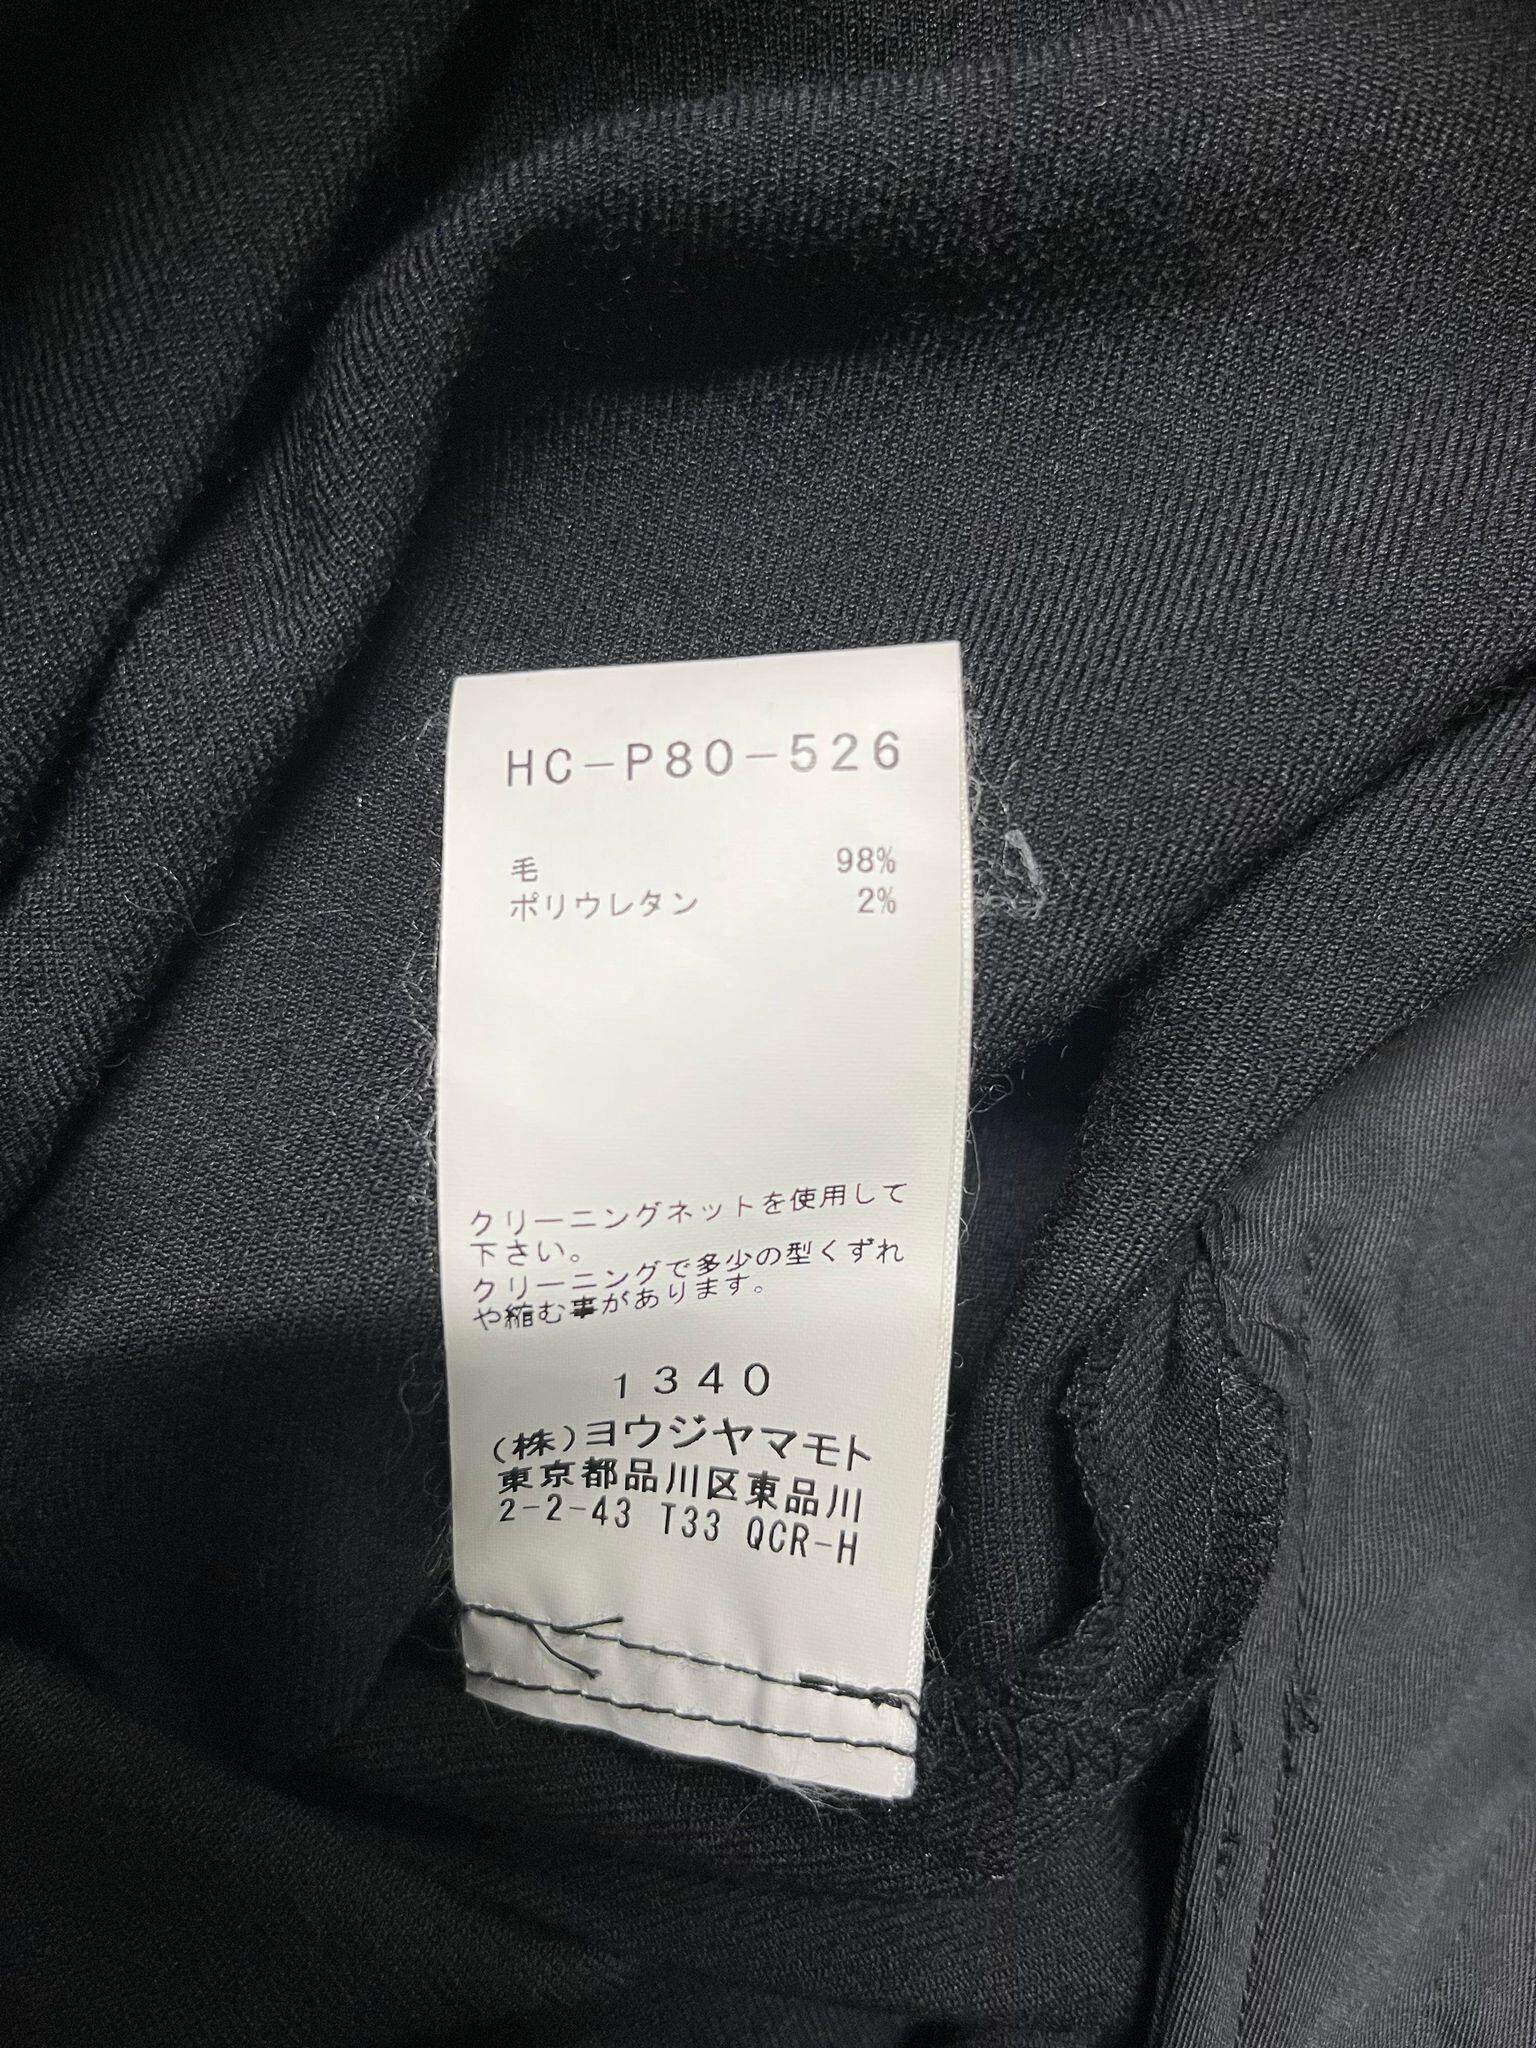 HC-P80-526
毛 98%
ポリウレタン 2%
クリーニングネットを使用して
下さい。
クリーニングで多少の型くずれ
や縮む事があります。
1340
(株)ヨウジヤマモト
東京都品川区東品川
2-2-43 T33 QCR-H